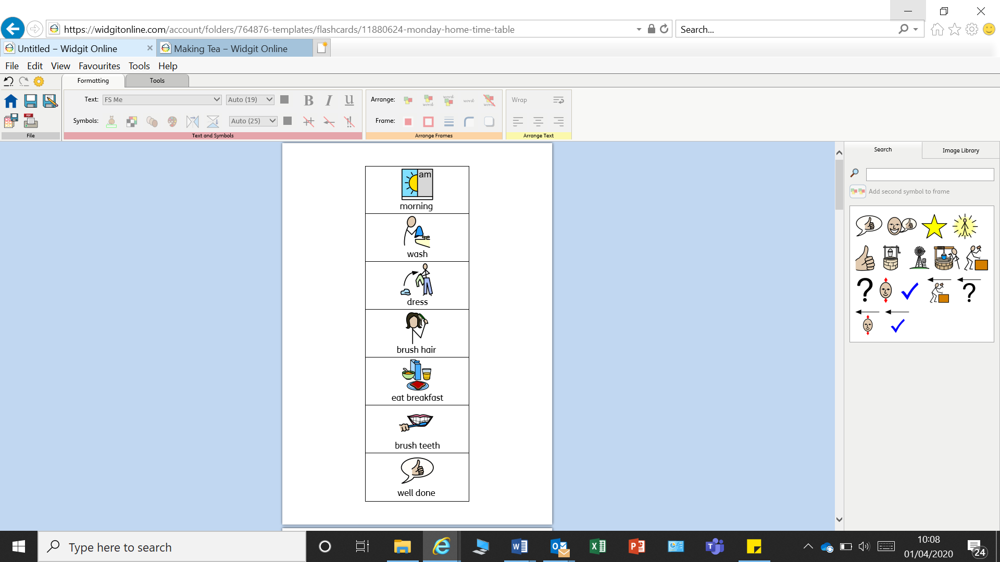 https://widgitonline.com/account/folders/764876-templates/flashcards/11880624-monday-home-time-table
Search...
Untitled – Widgit Online
Making Tea – Widgit Online
File Edit View Favourites Tools Help
Formatting
Tools
Text: FS Me Auto (19) B I U
Arrange: word word word
Wrap
Symbols: Auto (25)
Frame:
PDF
File
Text and Symbols
Arrange Frames
Arrange Text
Search
Image Library
Add second symbol to frame
am
morning
wash
dress
brush hair
eat breakfast
brush teeth
well done
? ?
Type here to search
10:08
01/04/2020
24